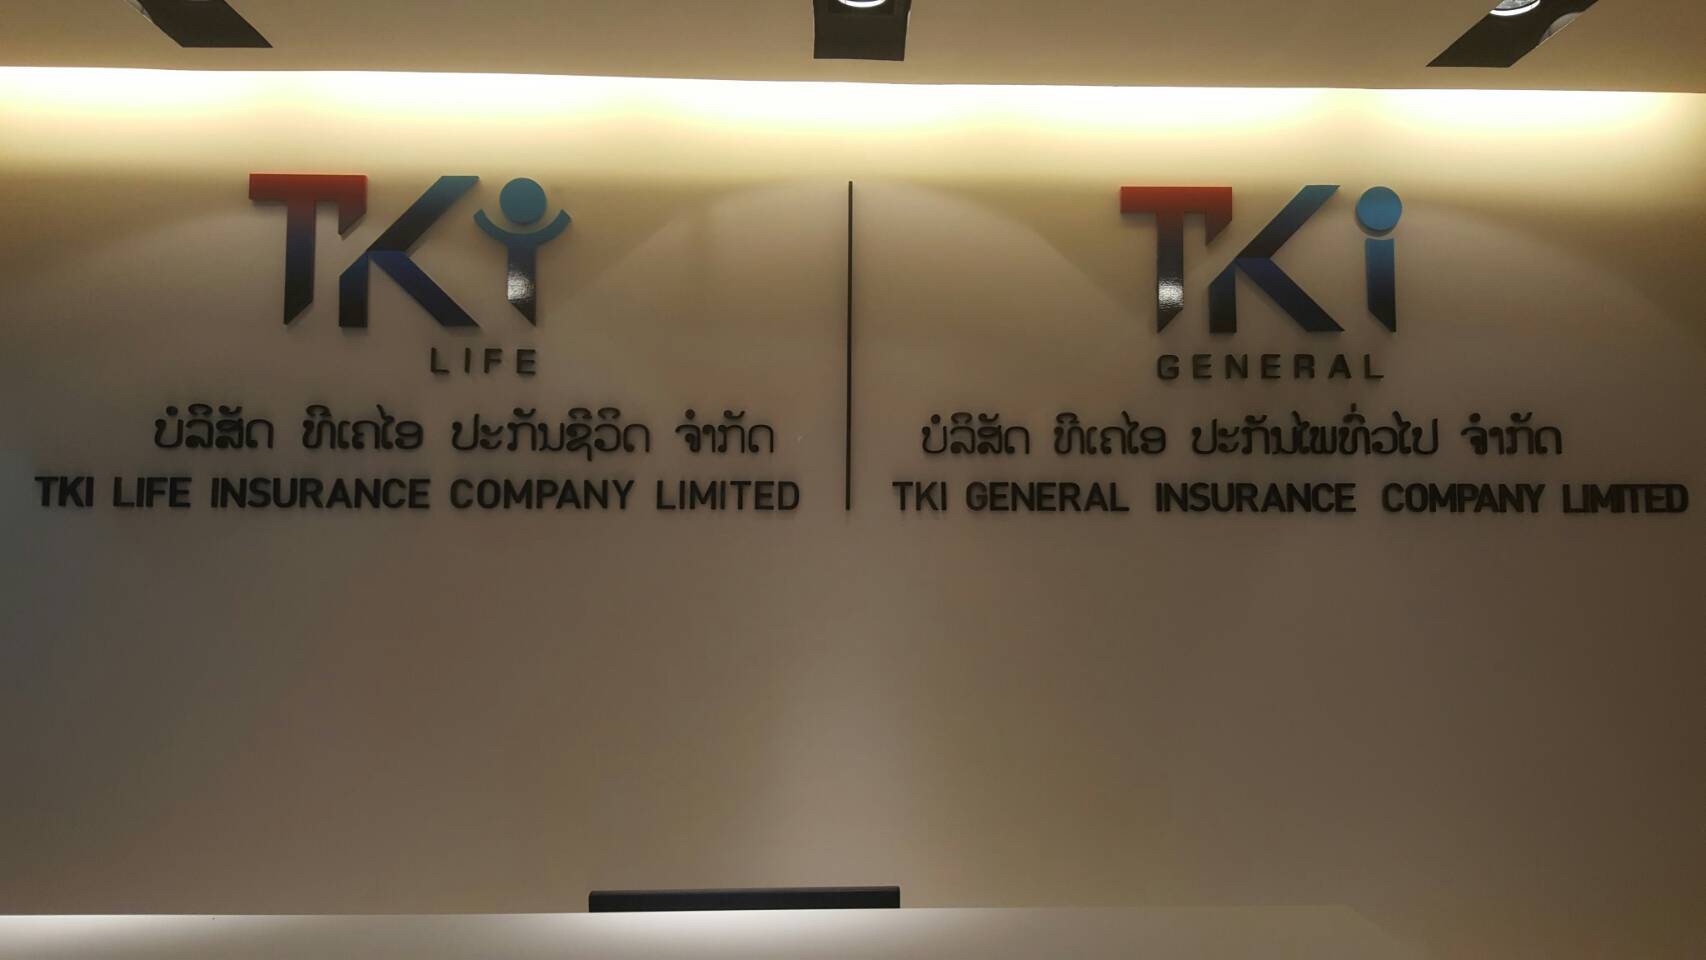 TKi
LIFE
ບໍລິສັດ ທີເຄໄອ ປະກັນຊີວິດ ຈຳກັດ
TKI LIFE INSURANCE COMPANY LIMITED
TKi
GENERAL
ບໍລິສັດ ທີເຄໄອ ປະກັນໄພທົ່ວໄປ ຈຳກັດ
TKI GENERAL INSURANCE COMPANY LIMITED